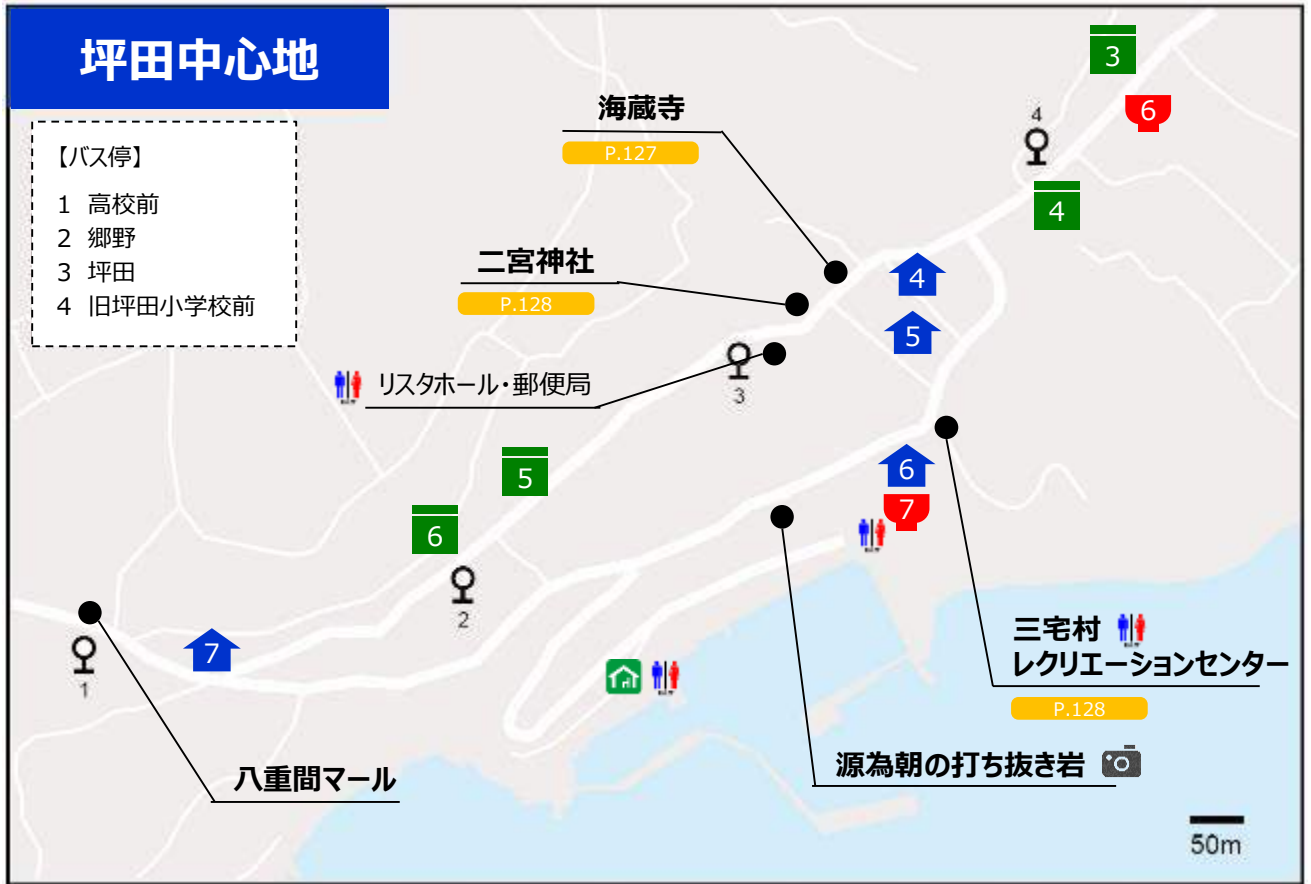 坪田中心地
【バス停】
1 高校前
2 郷野
3 坪田
4 旧坪田小学校前
海蔵寺
P.127
二宮神社
P.128
リスタホール・郵便局
3
6
4
4
4
5
3
5
6
6
7
2
7
1
三宅村
レクリエーションセンター
P.128
源為朝の打ち抜き岩
八重間マール
50m